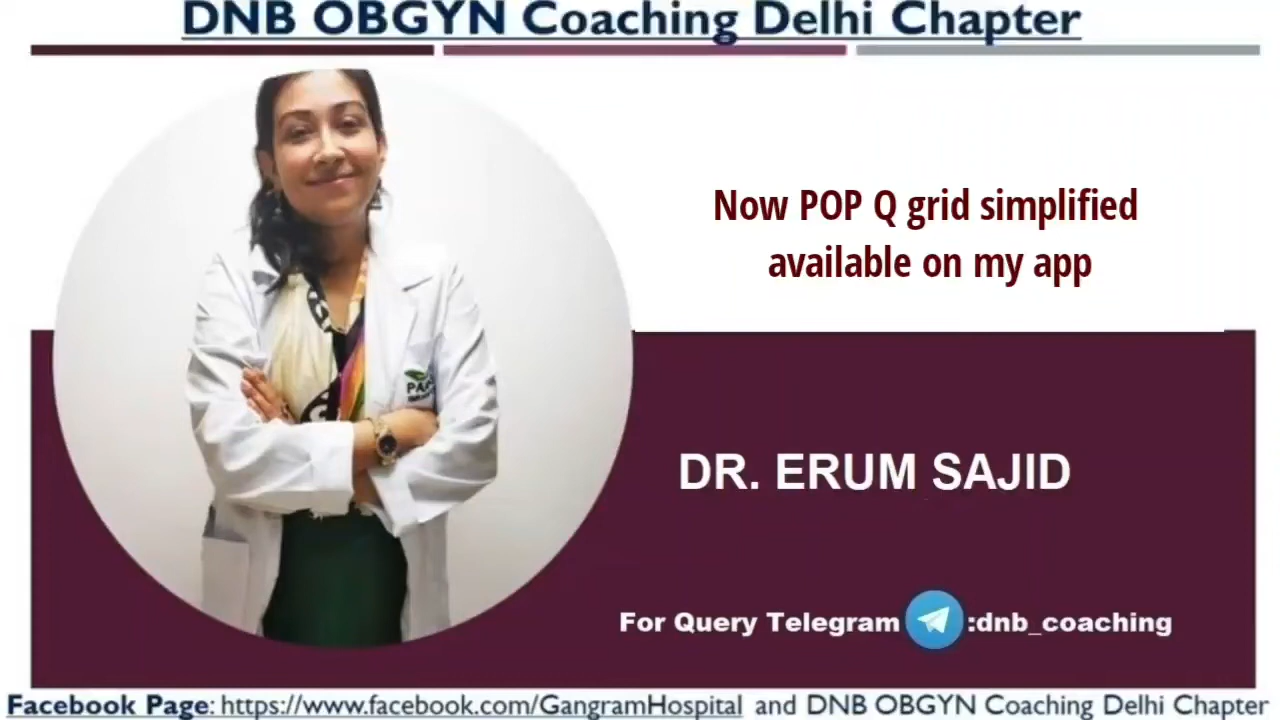 DNB OBGYN Coaching Delhi Chapter
Now POP Q grid simplified
available on my app
DR. ERUM SAJID
For Query Telegram :dnb_coaching
Facebook Page: https://www.facebook.com/GangramHospital and DNB OBGYN Coaching Delhi Chapter